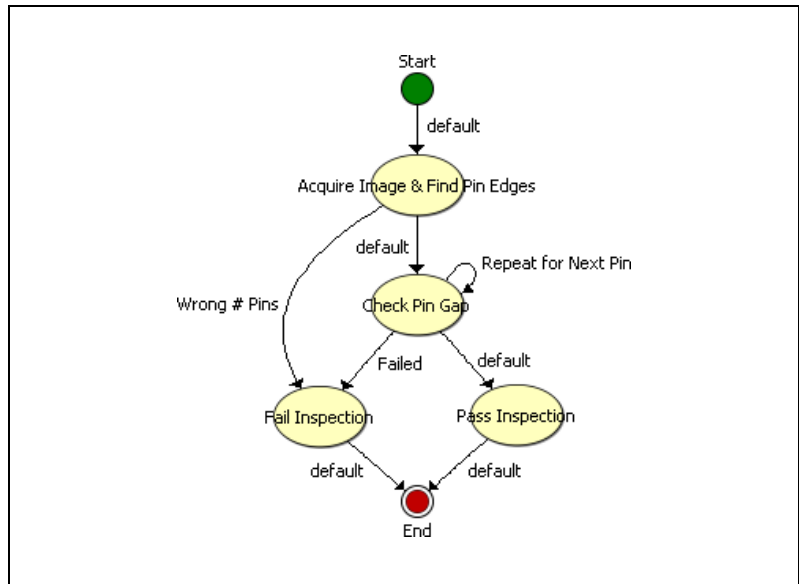 Start
default
Acquire Image & Find Pin Edges
default
Repeat for Next Pin
Wrong # Pins
Check Pin Gap
Failed
default
Fail Inspection
Pass Inspection
default
default
End